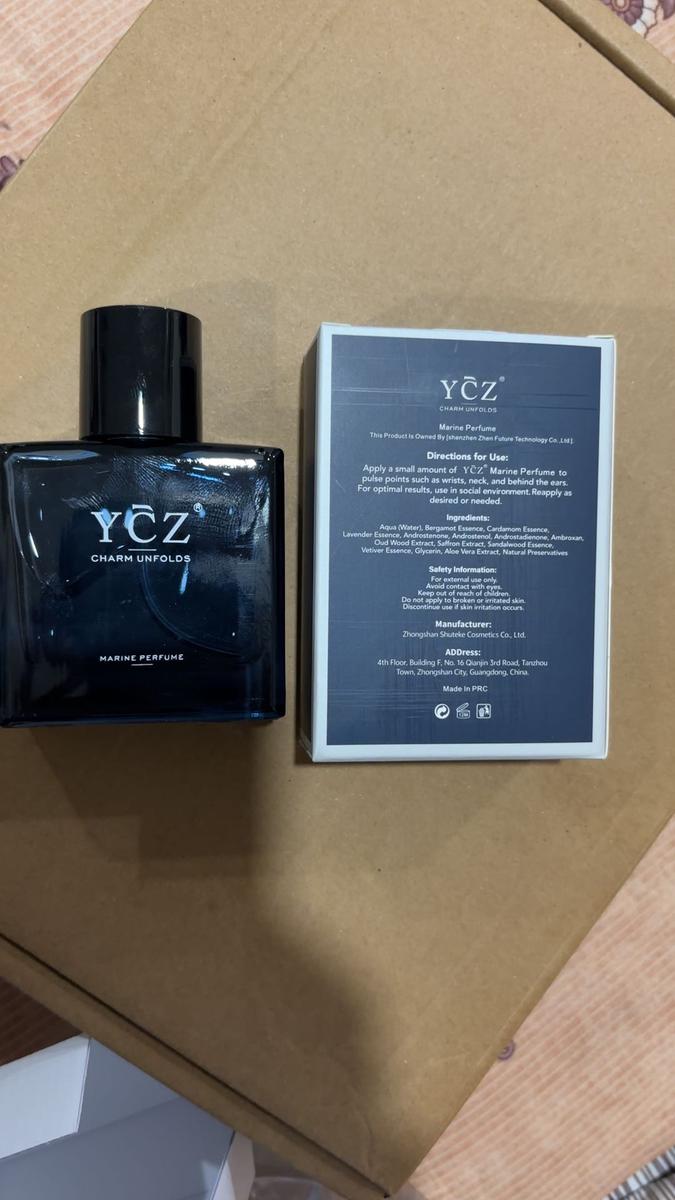 YCZ®
CHARM UNFOLDS
MARINE PERFUME
YCZ®
CHARM UNFOLDS
Marine Perfume
This Product Is Owned By [shenzhen Zhen Future Technology Co.,Ltd].
Directions for Use:
Apply a small amount of YCZ® Marine Perfume to
pulse points such as wrists, neck, and behind the ears.
For optimal results, use in social environment. Reapply as
desired or needed.
Ingredients:
Aqua (Water), Bergamot Essence, Cardamom Essence,
Lavender Essence, Androstenone, Androstenol, Androstadienone, Ambroxan,
Oud Wood Extract, Saffron Extract, Sandalwood Essence,
Vetiver Essence, Glycerin, Aloe Vera Extract, Natural Preservatives
Safety Information:
For external use only.
Avoid contact with eyes.
Keep out of reach of children.
Do not apply to broken or irritated skin.
Discontinue use if skin irritation occurs.
Manufacturer:
Zhongshan Shuteke Cosmetics Co., Ltd.
ADDress:
4th Floor, Building F, No. 16 Qianjin 3rd Road, Tanzhou
Town, Zhongshan City, Guangdong, China.
Made In PRC